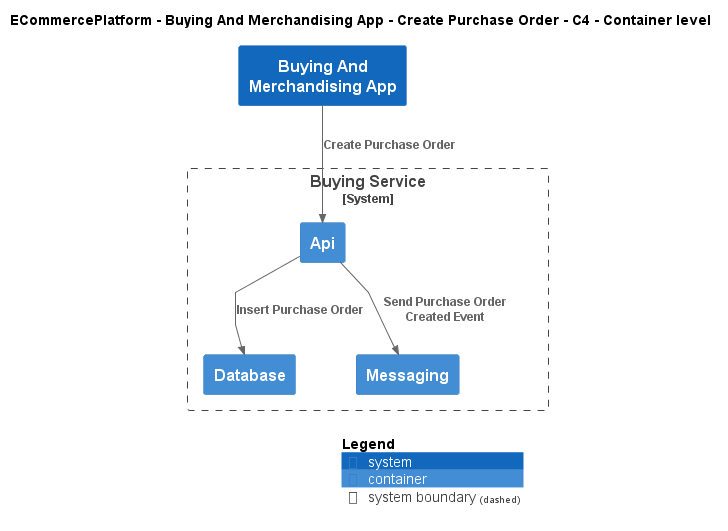 ECommercePlatform - Buying And Merchandising App - Create Purchase Order - C4 - Container level
Buying And
Merchandising App
Create Purchase Order
Buying Service
[System]
Api
Insert Purchase Order
Send Purchase Order
Created Event
Database
Messaging
Legend
system
container
system boundary (dashed)